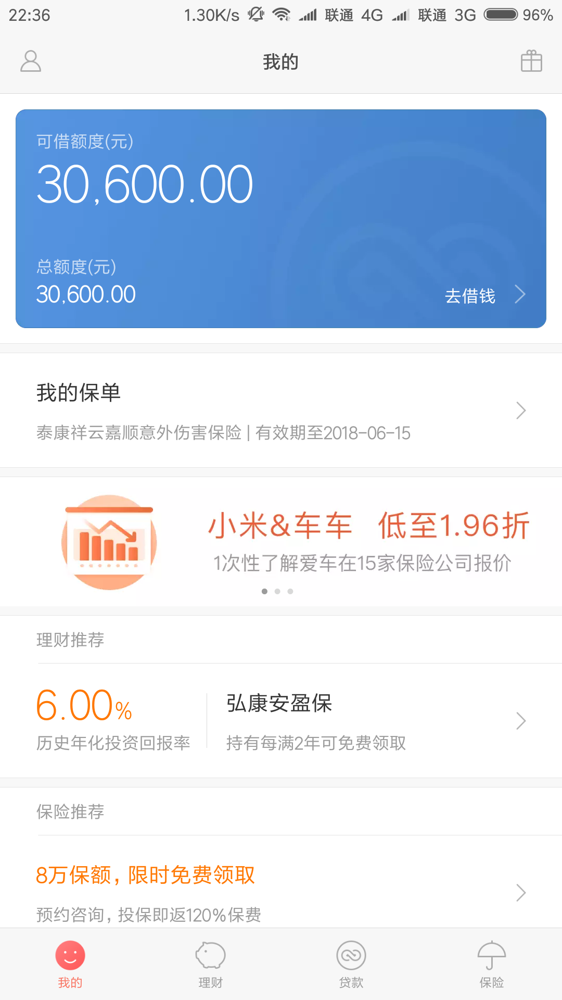 22:36 1.30K/s 联通 4G 联通 3G 96%
我的
可借额度(元)
30,600.00
总额度(元)
30,600.00
去借钱
我的保单
泰康祥云嘉顺意外伤害保险 | 有效期至2018-06-15
小米&车车 低至1.96折
1次性了解爱车在15家保险公司报价
理财推荐
6.00%
历史年化投资回报率
弘康安盈保
持有每满2年可免费领取
保险推荐
8万保额，限时免费领取
预约咨询，投保即返120%保费
我的 理财 贷款 保险